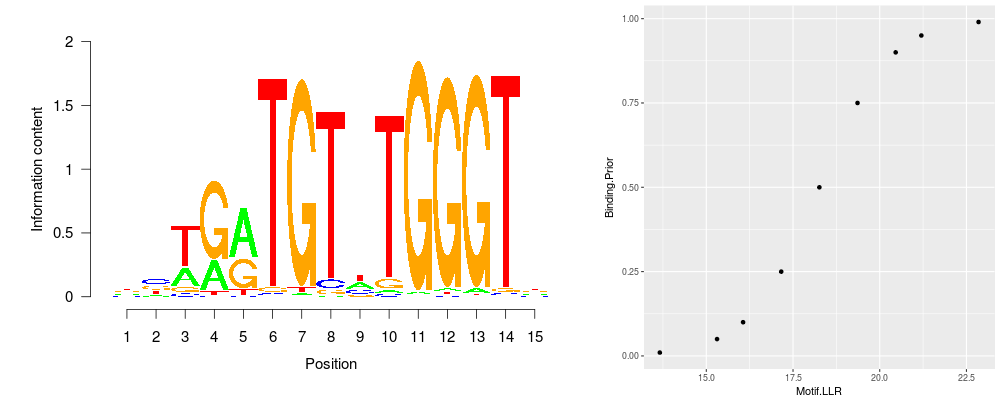 2
1.5
1
0.5
0
Information content
1 2 3 4 5 6 7 8 9 10 11 12 13 14 15
Position
T G A T G T T G G G T
A A G C A G
1.00
0.75
0.50
0.25
0.00
Binding.Prior
15.0 17.5 20.0 22.5
Motif.LLR